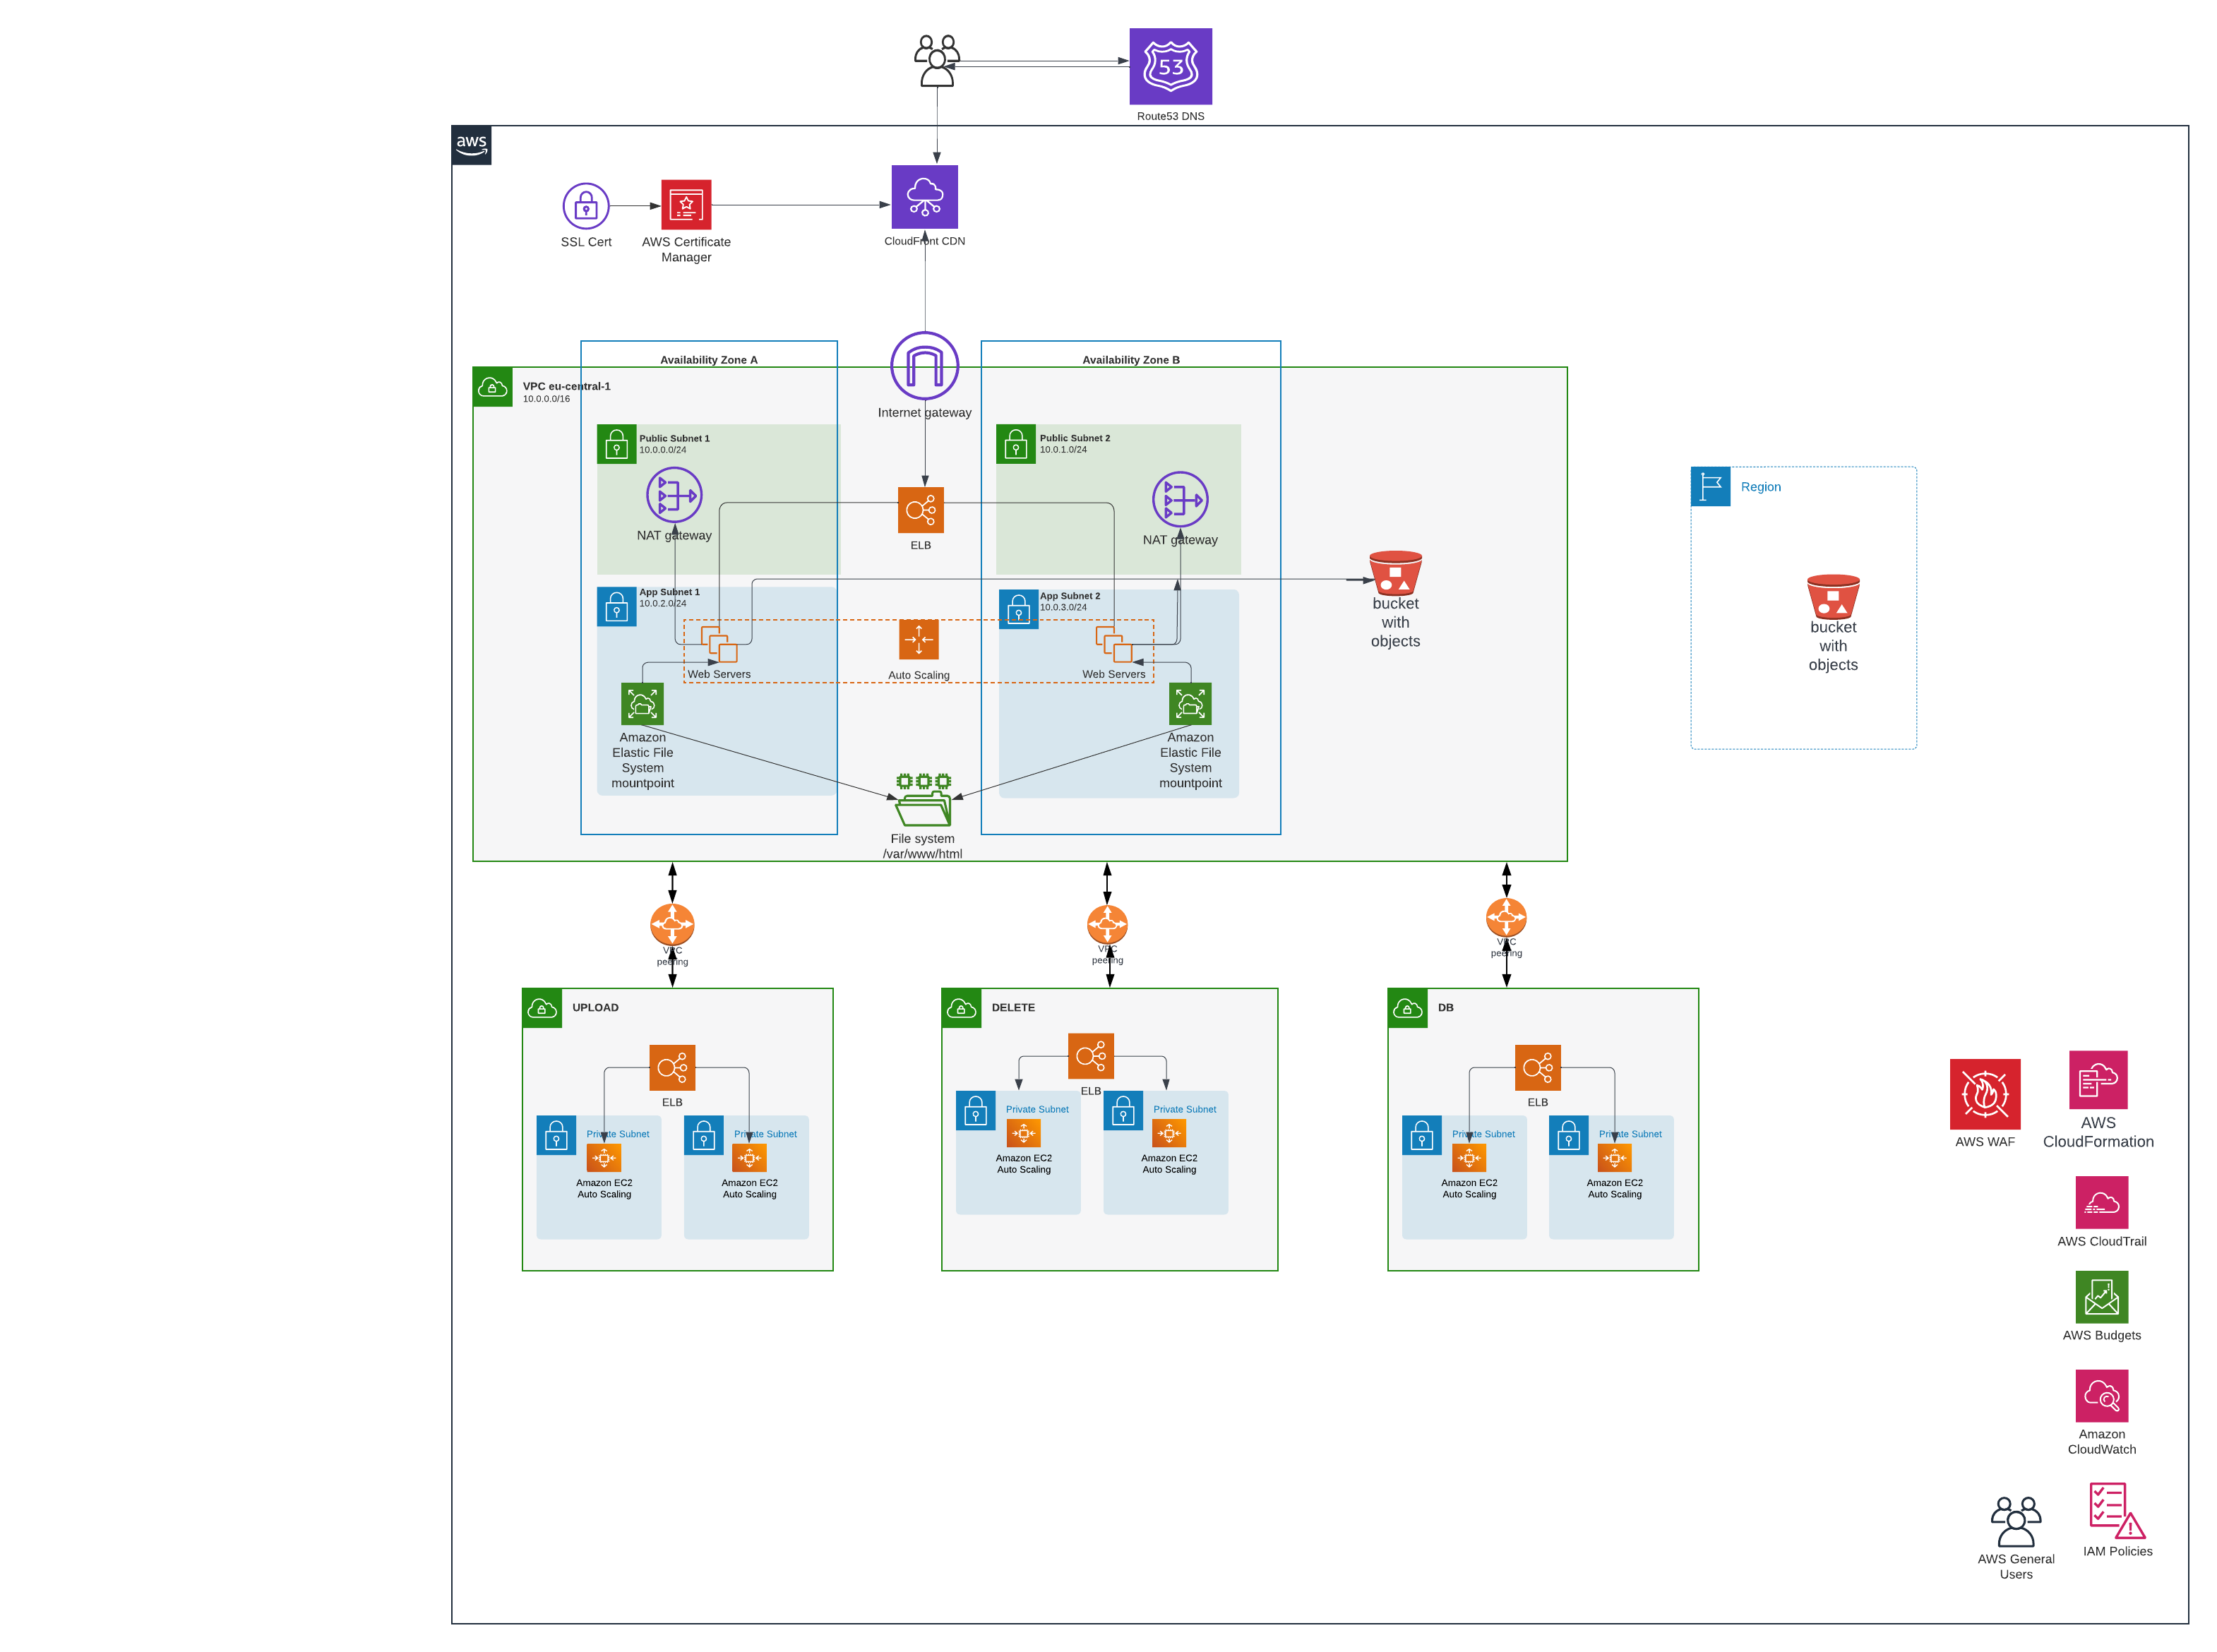 53
Route53 DNS
aws
SSL Cert
AWS Certificate
Manager
CloudFront CDN
Availability Zone A
Availability Zone B
VPC eu-central-1
10.0.0.0/16
Internet gateway
Public Subnet 1
10.0.0.0/24
Public Subnet 2
10.0.1.0/24
Region
NAT gateway
ELB
NAT gateway
bucket
with
objects
bucket
with
objects
App Subnet 1
10.0.2.0/24
App Subnet 2
10.0.3.0/24
Web Servers
Auto Scaling
Web Servers
Amazon
Elastic File
System
mountpoint
Amazon
Elastic File
System
mountpoint
File system
/var/www/html
VPC
peering
VPC
peering
VPC
peering
UPLOAD
ELB
Private Subnet
Amazon EC2
Auto Scaling
Private Subnet
Amazon EC2
Auto Scaling
DELETE
ELB
Private Subnet
Amazon EC2
Auto Scaling
Private Subnet
Amazon EC2
Auto Scaling
DB
ELB
Private Subnet
Amazon EC2
Auto Scaling
Private Subnet
Amazon EC2
Auto Scaling
AWS WAF
AWS
CloudFormation
AWS CloudTrail
AWS Budgets
Amazon
CloudWatch
AWS General
Users
IAM Policies